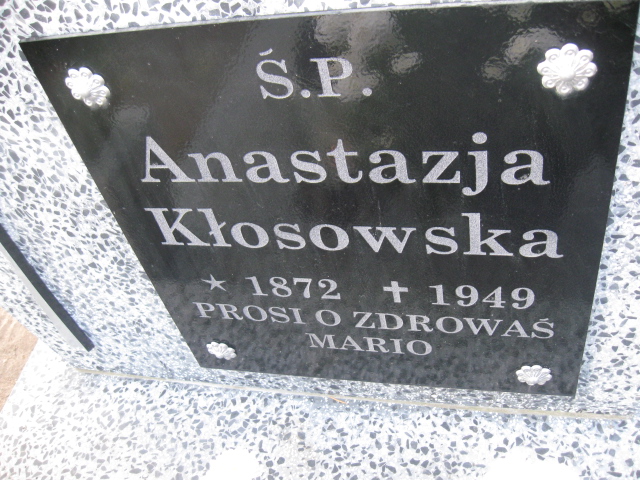 Ś.P.
Anastazja
Kłosowska
* 1872 ✝ 1949
PROSI O ZDROWAŚ
MARIO